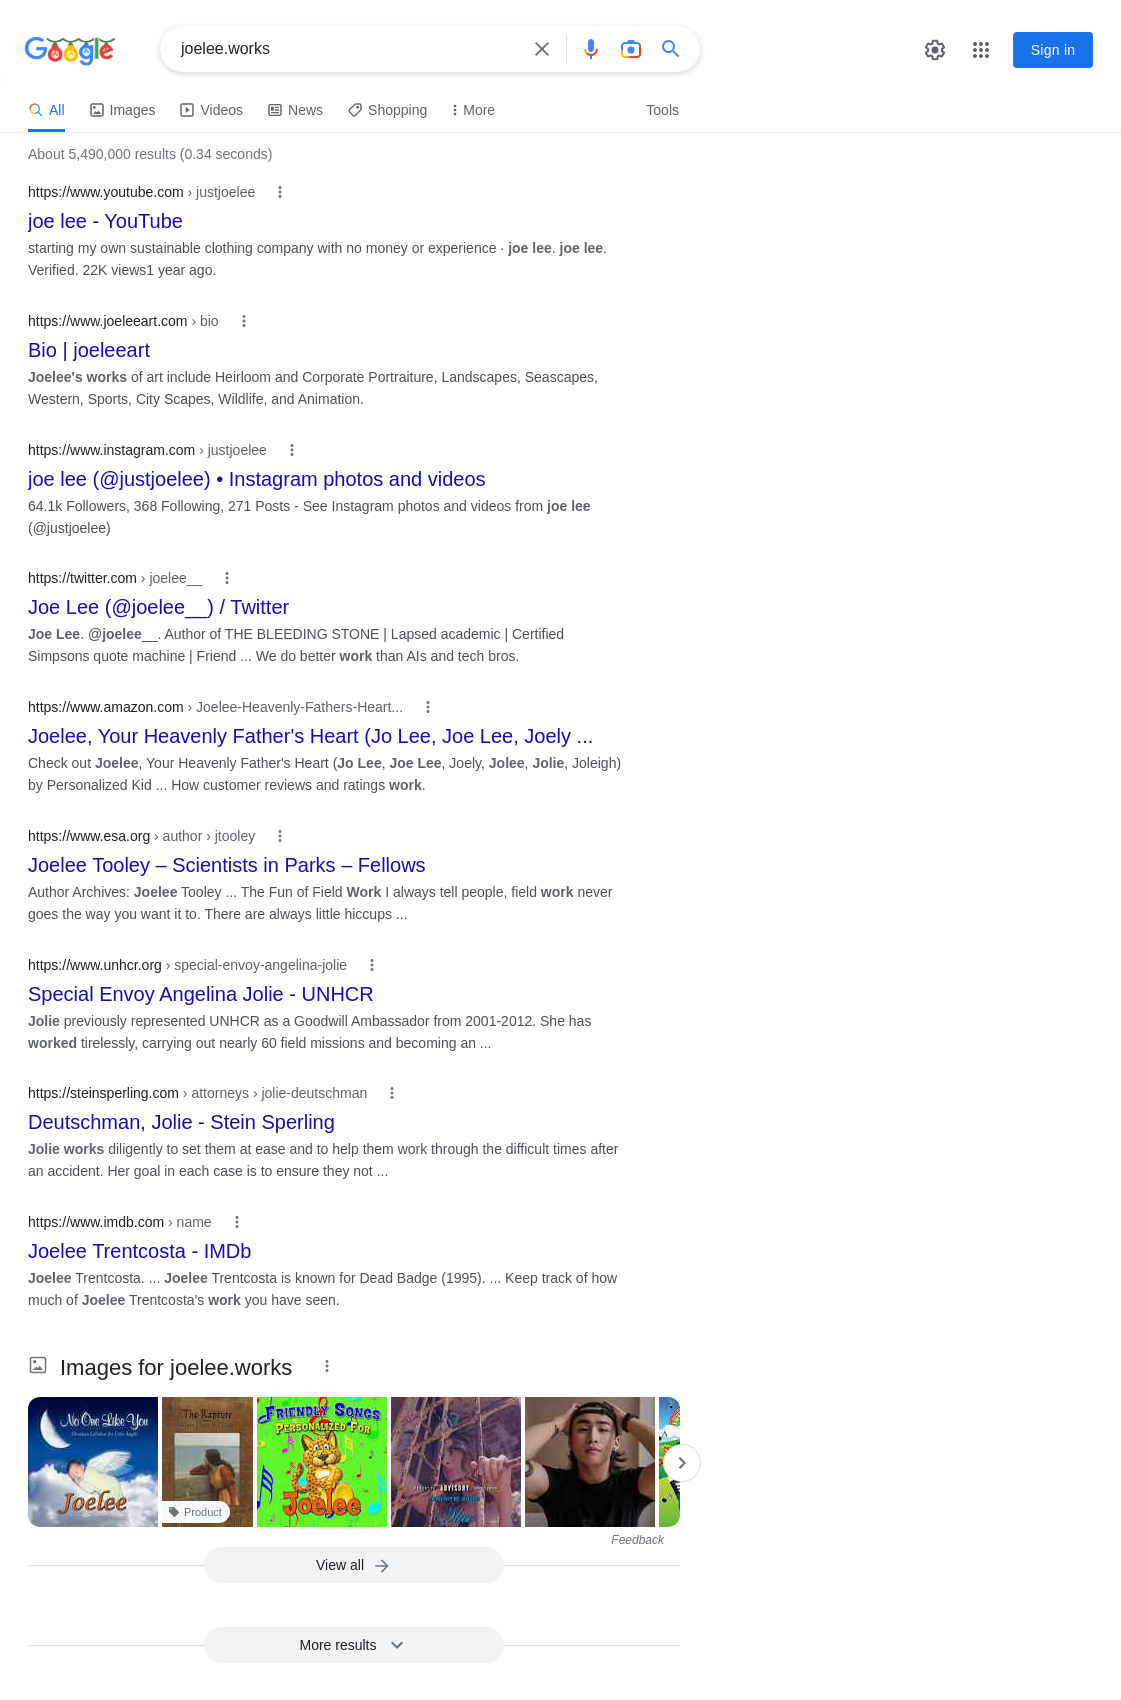 Google
joelee.works
Sign in
All
Images
Videos
News
Shopping
More
Tools
About 5,490,000 results (0.34 seconds)
https://www.youtube.com › justjoelee
joe lee - YouTube
starting my own sustainable clothing company with no money or experience · joe lee. joe lee.
Verified. 22K views1 year ago.
https://www.joeleeart.com › bio
Bio | joeleeart
Joelee's works of art include Heirloom and Corporate Portraiture, Landscapes, Seascapes,
Western, Sports, City Scapes, Wildlife, and Animation.
https://www.instagram.com › justjoelee
joe lee (@justjoelee) • Instagram photos and videos
64.1k Followers, 368 Following, 271 Posts - See Instagram photos and videos from joe lee
(@justjoelee)
https://twitter.com › joelee__
Joe Lee (@joelee__) / Twitter
Joe Lee. @joelee__. Author of THE BLEEDING STONE | Lapsed academic | Certified
Simpsons quote machine | Friend ... We do better work than AIs and tech bros.
https://www.amazon.com › Joelee-Heavenly-Fathers-Heart...
Joelee, Your Heavenly Father's Heart (Jo Lee, Joe Lee, Joely ...
Check out Joelee, Your Heavenly Father's Heart (Jo Lee, Joe Lee, Joely, Jolee, Jolie, Joleigh)
by Personalized Kid ... How customer reviews and ratings work.
https://www.esa.org › author › jtooley
Joelee Tooley – Scientists in Parks – Fellows
Author Archives: Joelee Tooley ... The Fun of Field Work I always tell people, field work never
goes the way you want it to. There are always little hiccups ...
https://www.unhcr.org › special-envoy-angelina-jolie
Special Envoy Angelina Jolie - UNHCR
Jolie previously represented UNHCR as a Goodwill Ambassador from 2001-2012. She has
worked tirelessly, carrying out nearly 60 field missions and becoming an ...
https://steinsperling.com › attorneys › jolie-deutschman
Deutschman, Jolie - Stein Sperling
Jolie works diligently to set them at ease and to help them work through the difficult times after
an accident. Her goal in each case is to ensure they not ...
https://www.imdb.com › name
Joelee Trentcosta - IMDb
Joelee Trentcosta. ... Joelee Trentcosta is known for Dead Badge (1995). ... Keep track of how
much of Joelee Trentcosta's work you have seen.
Images for joelee.works
No One Like You
Joelee
The Rapture
Product
FRIENDLY SONGS
PERSONALIZED FOR
Joelee
ADVISORY
Feedback
View all
More results